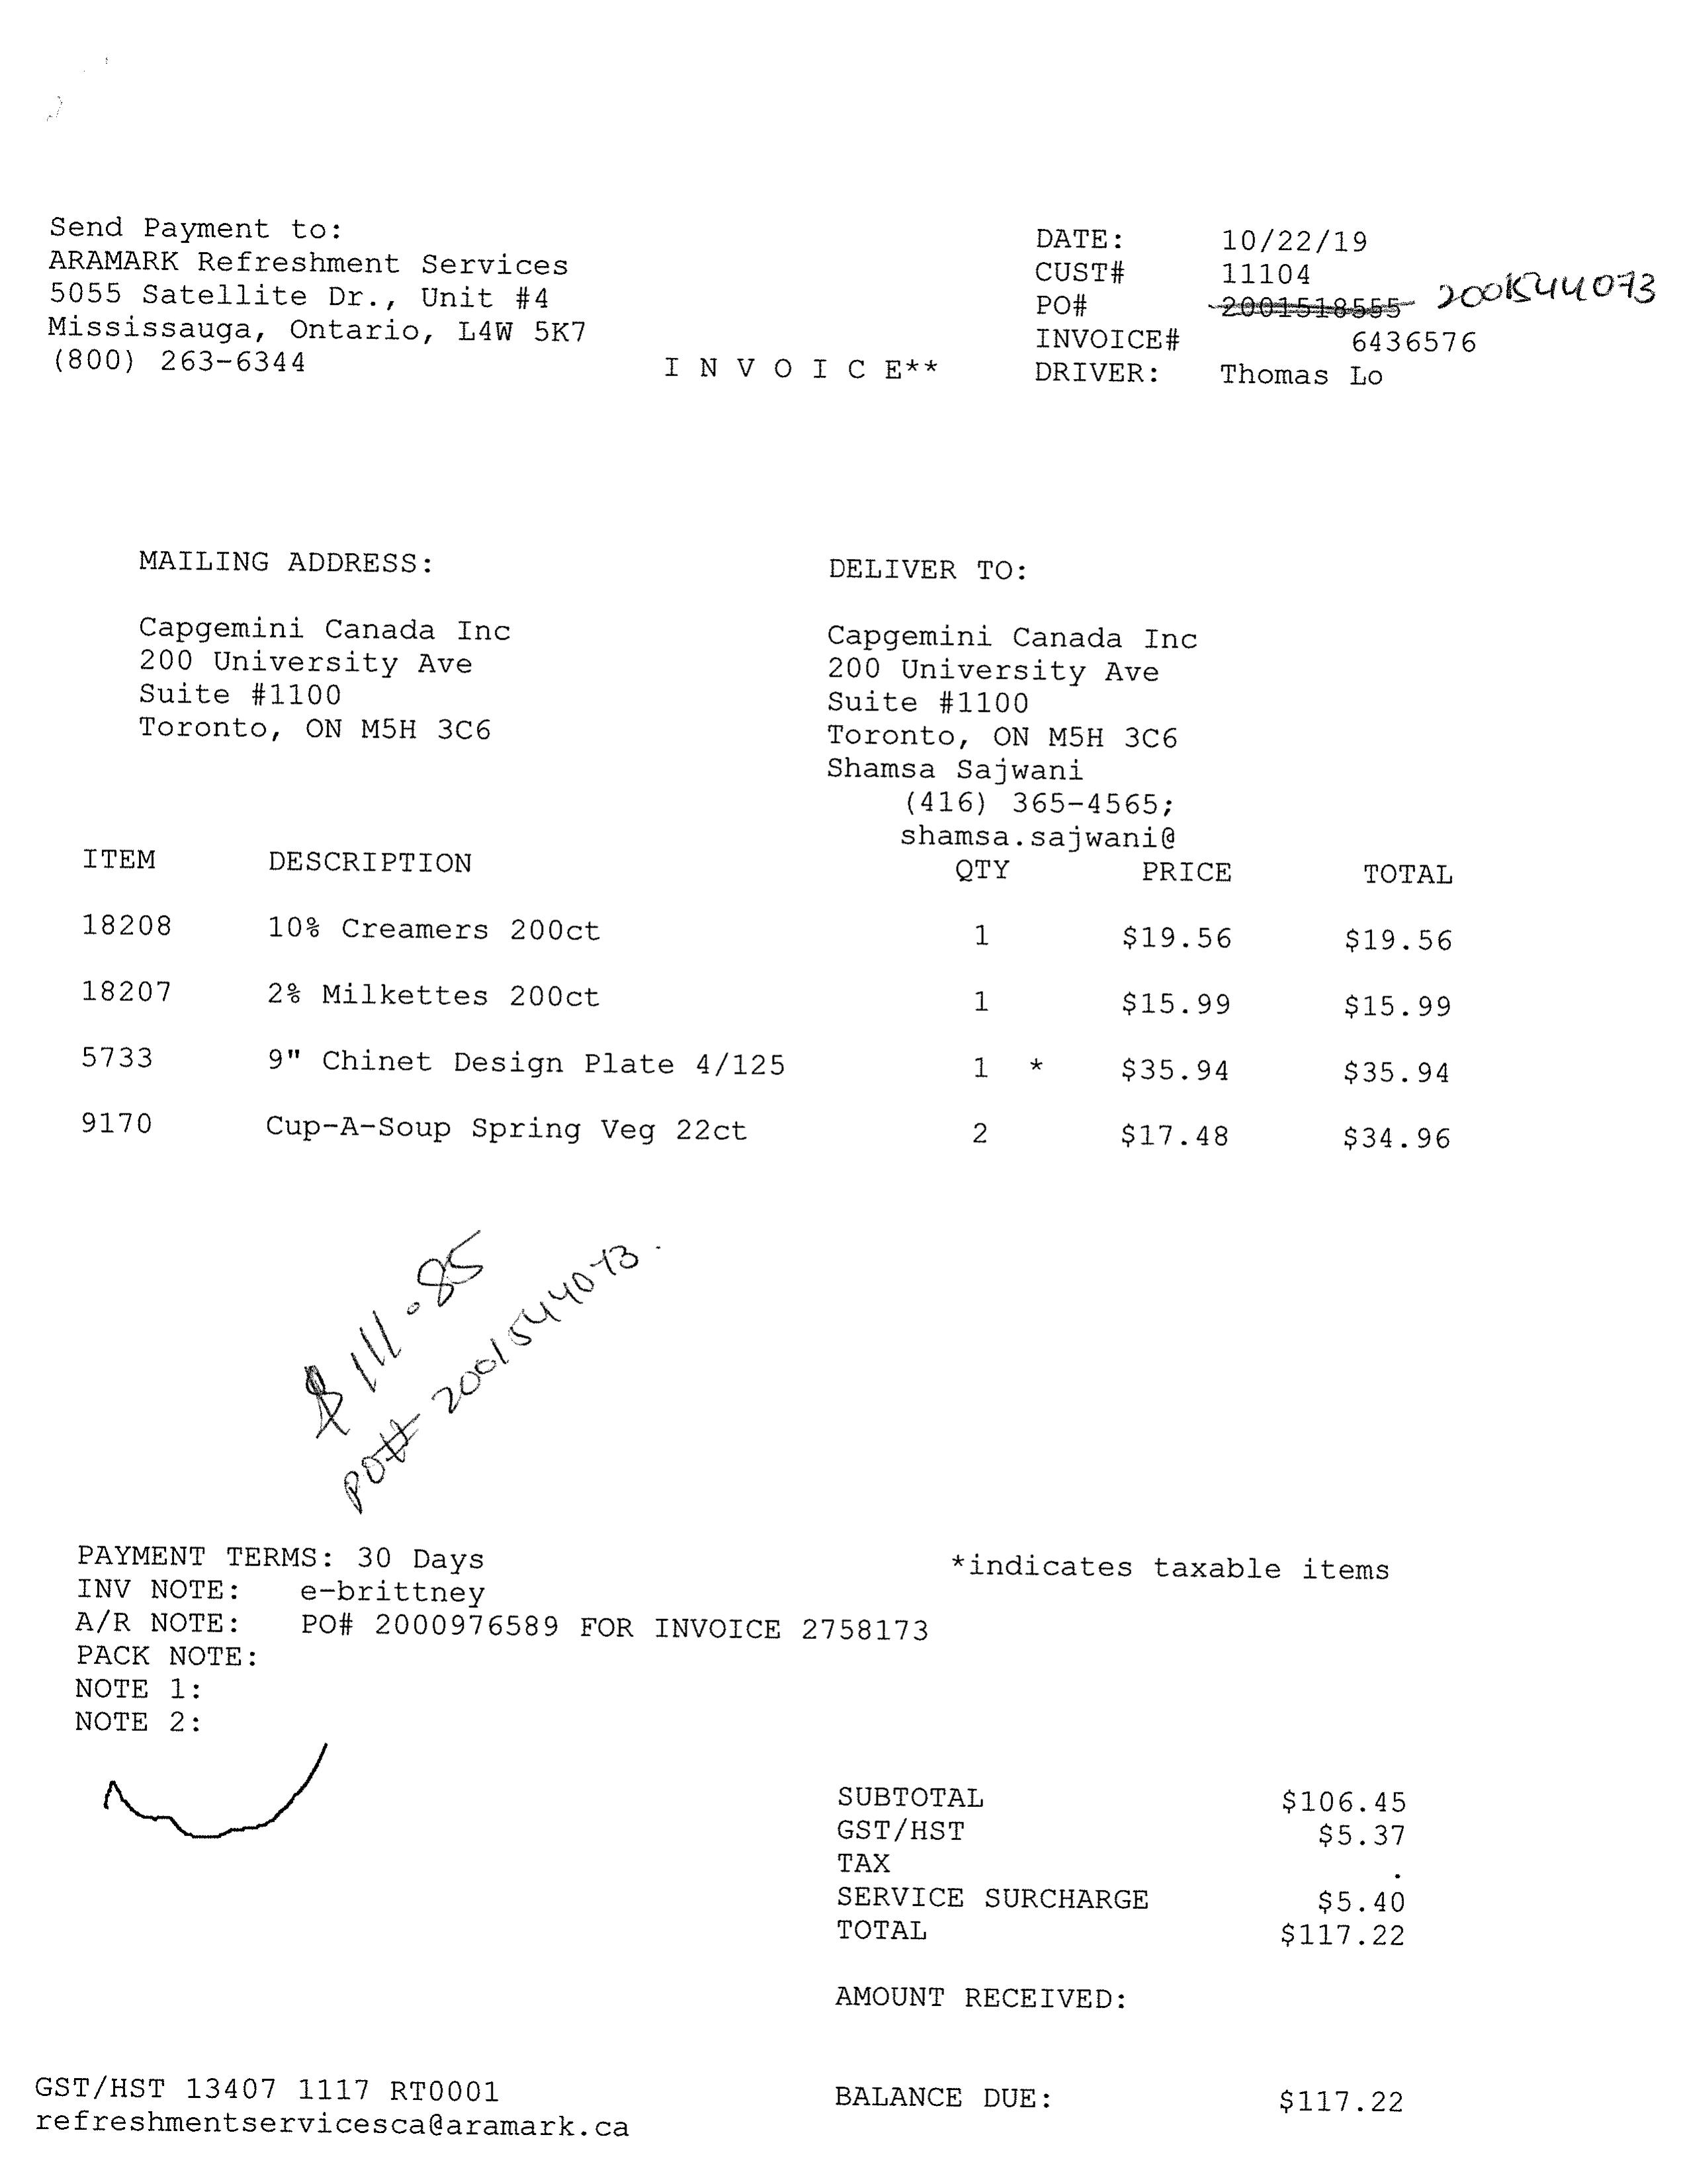 Send Payment to:
ARAMARK Refreshment Services
5055 Satellite Dr., Unit #4
Mississauga, Ontario, L4W 5K7
(800) 263-6344
I N V O I C E**
DATE: 10/22/19
CUST# 11104
PO# 2001518555 2001544073
INVOICE# 6436576
DRIVER: Thomas Lo
MAILING ADDRESS:
Capgemini Canada Inc
200 University Ave
Suite #1100
Toronto, ON M5H 3C6
DELIVER TO:
Capgemini Canada Inc
200 University Ave
Suite #1100
Toronto, ON M5H 3C6
Shamsa Sajwani
(416) 365-4565;
shamsa.sajwani@
ITEM DESCRIPTION QTY PRICE TOTAL
18208 10% Creamers 200ct 1 $19.56 $19.56
18207 2% Milkettes 200ct 1 $15.99 $15.99
5733 9" Chinet Design Plate 4/125 1 * $35.94 $35.94
9170 Cup-A-Soup Spring Veg 22ct 2 $17.48 $34.96
$111.85
PO# 2001544073.
PAYMENT TERMS: 30 Days
*indicates taxable items
INV NOTE: e-brittney
A/R NOTE: PO# 2000976589 FOR INVOICE 2758173
PACK NOTE:
NOTE 1:
NOTE 2:
SUBTOTAL $106.45
GST/HST $5.37
TAX .
SERVICE SURCHARGE $5.40
TOTAL $117.22
AMOUNT RECEIVED:
BALANCE DUE: $117.22
GST/HST 13407 1117 RT0001
refreshmentservicesca@aramark.ca